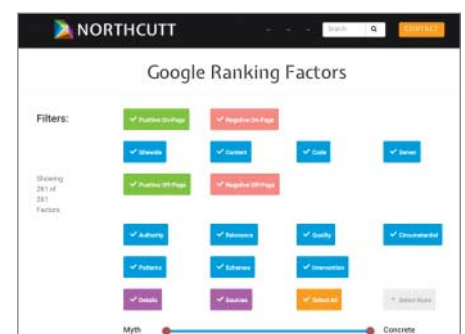 NORTHCUTT
Search
CONTACT
Google Ranking Factors
Filters:
Positive On-Page Negative On-Page
Sitewide Content Code Server
Showing
261 of
261
Factors.
Positive Off-Page Negative Off-Page
Authority Relevance Quality Circumstantial
Patterns Schemes Intervention
Details Sources Select All Select None
Myth Concrete